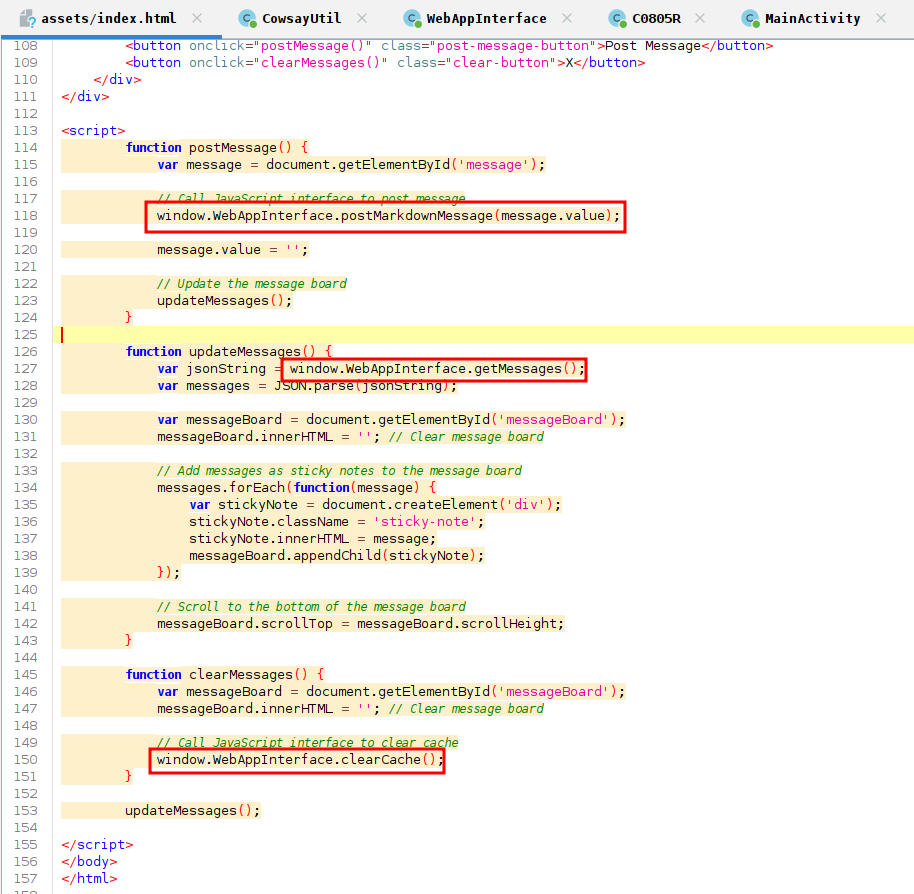 assets/index.html × CowsayUtil × WebAppInterface × C0805R × MainActivity ×
108 <button onclick="postMessage()" class="post-message-button">Post Message</button>
109 <button onclick="clearMessages()" class="clear-button">X</button>
110 </div>
111 </div>
112
113 <script>
114 function postMessage() {
115 var message = document.getElementById('message');
116
117 // Call JavaScript interface to post message
118 window.WebAppInterface.postMarkdownMessage(message.value);
119
120 message.value = '';
121
122 // Update the message board
123 updateMessages();
124 }
125
126 function updateMessages() {
127 var jsonString = window.WebAppInterface.getMessages();
128 var messages = JSON.parse(jsonString);
129
130 var messageBoard = document.getElementById('messageBoard');
131 messageBoard.innerHTML = ''; // Clear message board
132
133 // Add messages as sticky notes to the message board
134 messages.forEach(function(message) {
135 var stickyNote = document.createElement('div');
136 stickyNote.className = 'sticky-note';
137 stickyNote.innerHTML = message;
138 messageBoard.appendChild(stickyNote);
139 });
140
141 // Scroll to the bottom of the message board
142 messageBoard.scrollTop = messageBoard.scrollHeight;
143 }
144
145 function clearMessages() {
146 var messageBoard = document.getElementById('messageBoard');
147 messageBoard.innerHTML = ''; // Clear message board
148
149 // Call JavaScript interface to clear cache
150 window.WebAppInterface.clearCache();
151 }
152
153 updateMessages();
154
155 </script>
156 </body>
157 </html>
158